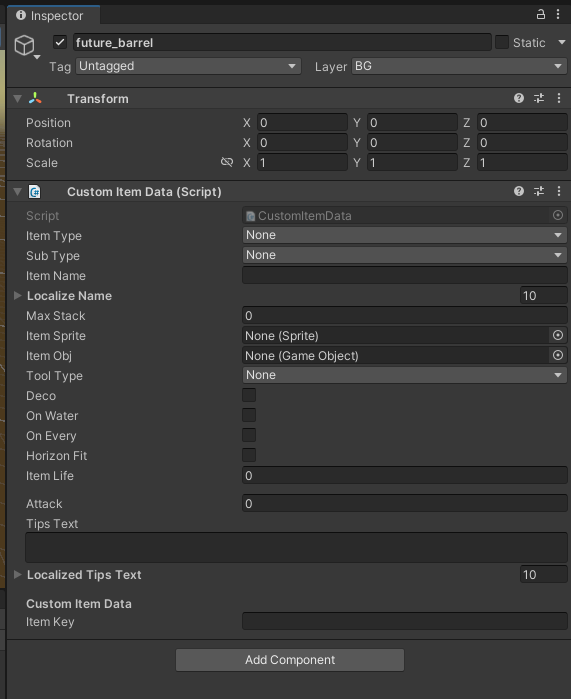 Inspector
future_barrel Static
Tag Untagged Layer BG
Transform
Position X 0 Y 0 Z 0
Rotation X 0 Y 0 Z 0
Scale X 1 Y 1 Z 1
Custom Item Data (Script)
Script CustomItemData
Item Type None
Sub Type None
Item Name
Localize Name 10
Max Stack 0
Item Sprite None (Sprite)
Item Obj None (Game Object)
Tool Type None
Deco
On Water
On Every
Horizon Fit
Item Life 0
Attack 0
Tips Text
Localized Tips Text 10
Custom Item Data
Item Key
Add Component